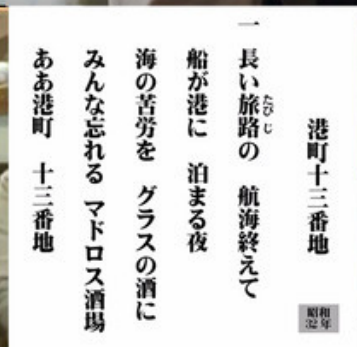 港町十三番地
昭和
32年
一 長い旅路の 航海終えて
たびじ
船が港に 泊まる夜
海の苦労を グラスの酒に
みんな忘れる マドロス酒場
ああ港町 十三番地